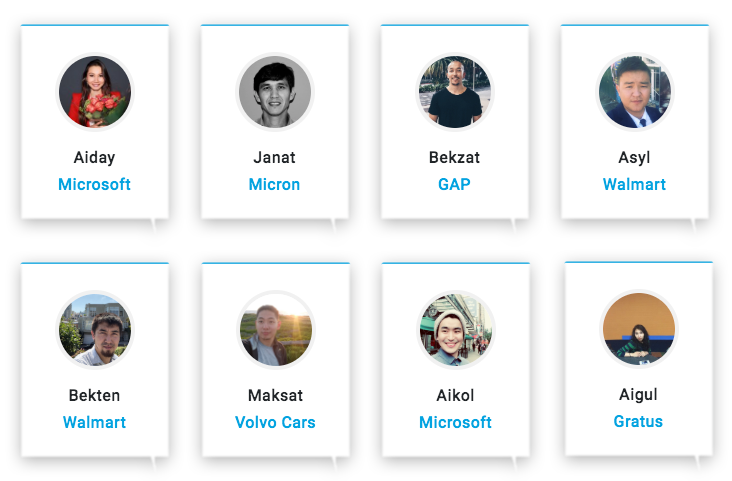 Aiday
Microsoft
Janat
Micron
Bekzat
GAP
Asyl
Walmart
Bekten
Walmart
Maksat
Volvo Cars
Aikol
Microsoft
Aigul
Gratus